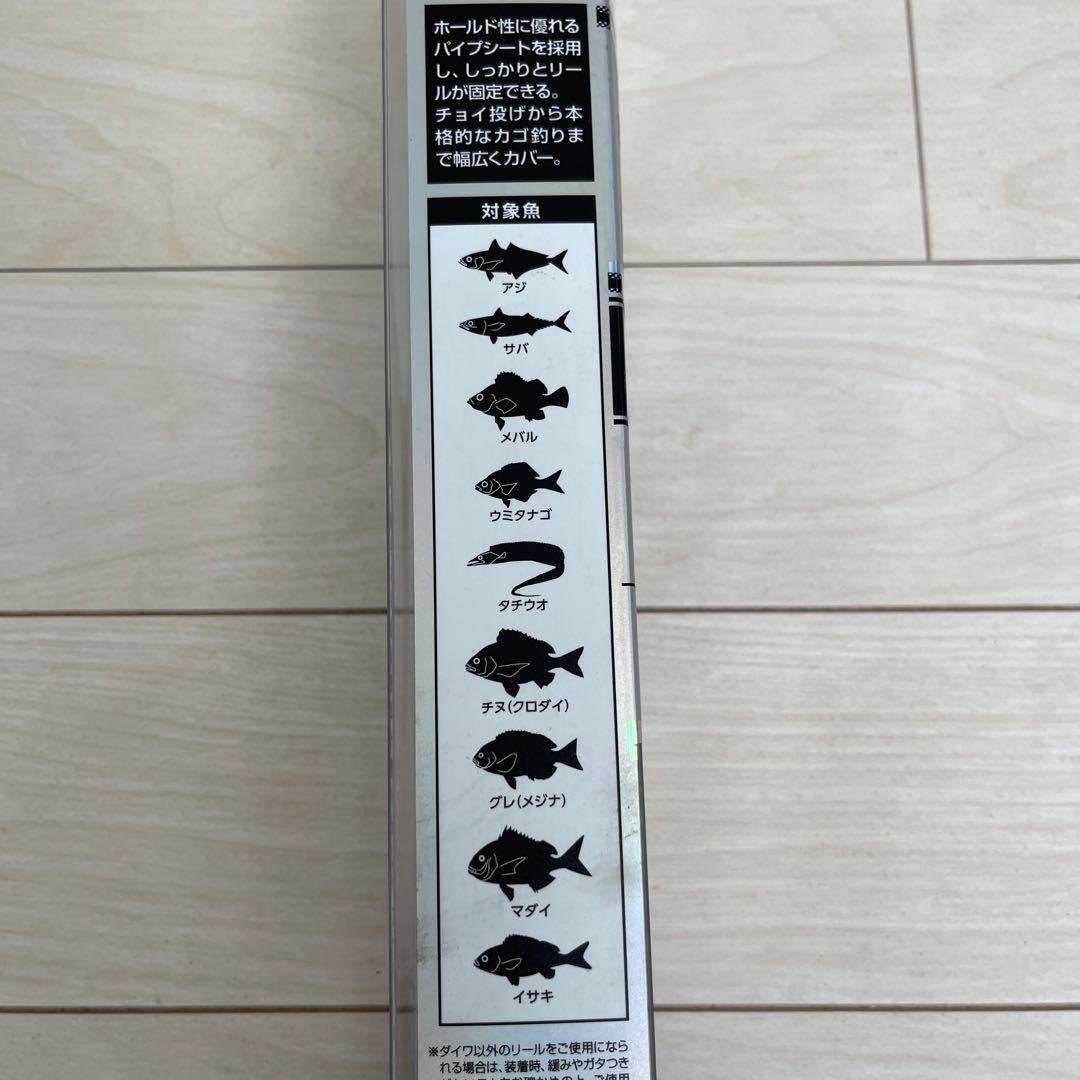 ホールド性に優れる
パイプシートを採用
し、しっかりとリー
ルが固定できる。
チョイ投げから本
格的なカゴ釣りま
で幅広くカバー。
対象魚
アジ
サバ
メバル
ウミタナゴ
タチウオ
チヌ(クロダイ)
グレ(メジナ)
マダイ
イサキ
※ダイワ以外のリールをご使用になら
れる場合は、装着時、緩みやガタつき